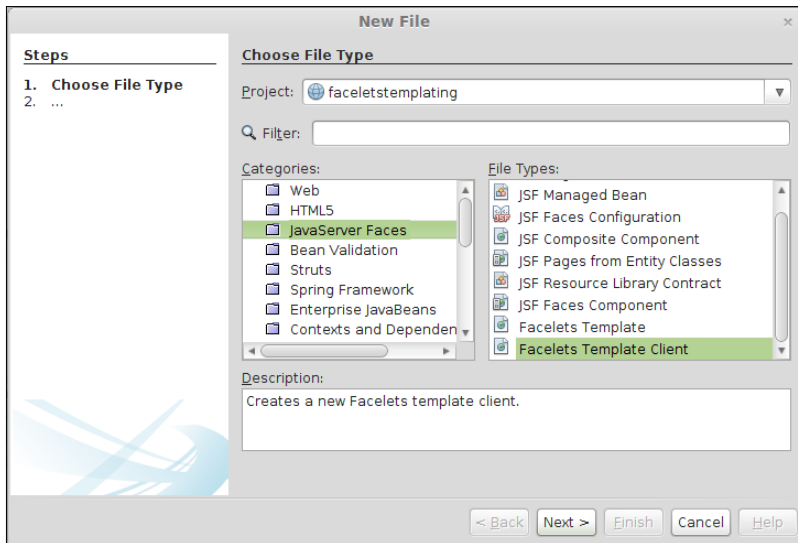 New File
Steps
1. Choose File Type
2. ...
Choose File Type
Project: faceletstemplating
Filter:
Categories:
Web
HTML5
JavaServer Faces
Bean Validation
Struts
Spring Framework
Enterprise JavaBeans
Contexts and Dependen
File Types:
JSF Managed Bean
JSF Faces Configuration
JSF Composite Component
JSF Pages from Entity Classes
JSF Resource Library Contract
JSF Faces Component
Facelets Template
Facelets Template Client
Description:
Creates a new Facelets template client.
< Back Next > Finish Cancel Help